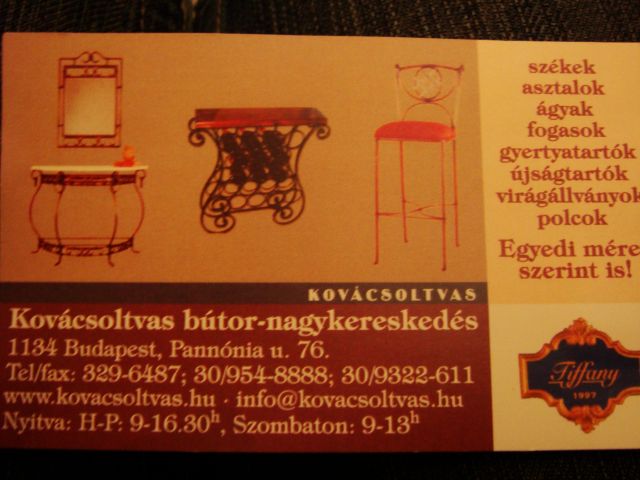 székek
asztalok
ágyak
fogasok
gyertyatartók
újságtartók
virágállványok
polcok
Egyedi mére
szerint is!
KOVÁCSOLTVAS
Kovácsoltvas bútor-nagykereskedés
1134 Budapest, Pannónia u. 76.
Tel/fax: 329-6487; 30/954-8888; 30/9322-611
www.kovacsoltvas.hu · info@kovacsoltvas.hu
Nyitva: H-P: 9-16.30h, Szombaton: 9-13h
Tiffany
1997